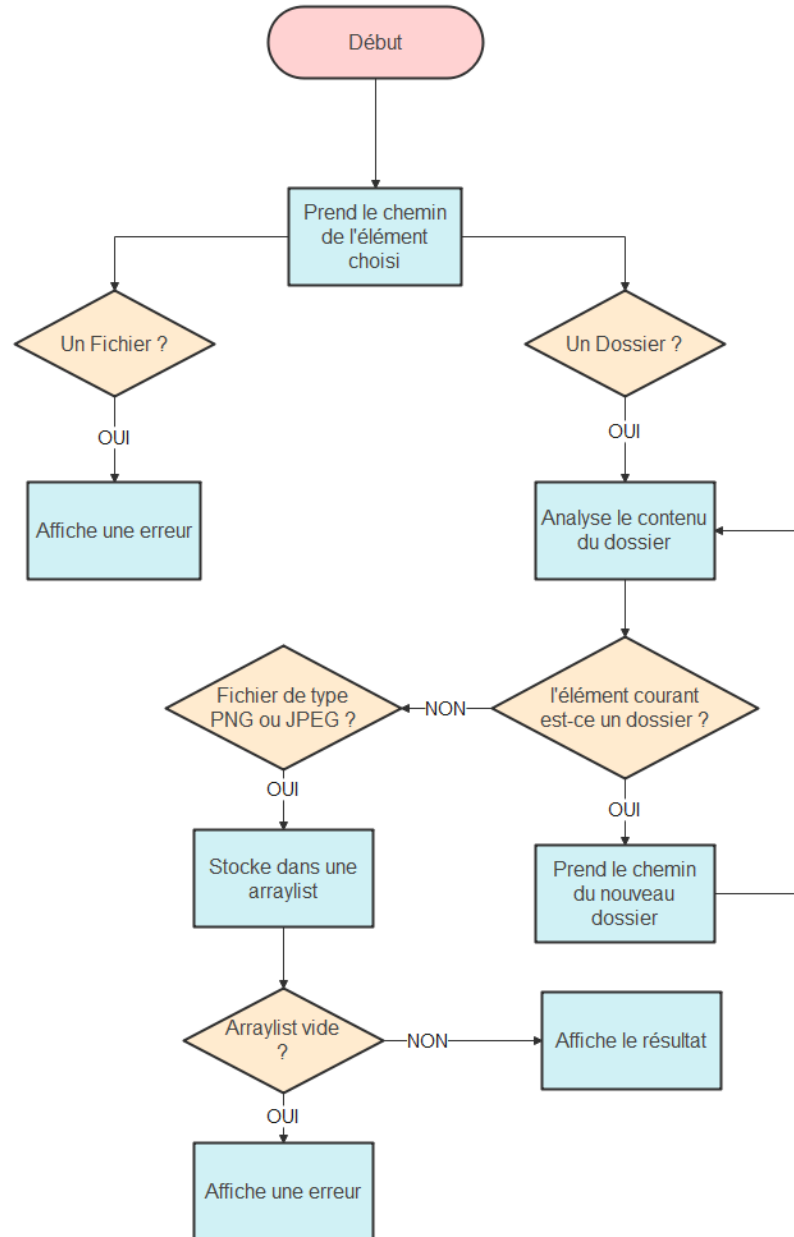 Début
Prend le chemin
de l'élément
choisi
Un Fichier ?
Un Dossier ?
OUI
OUI
Affiche une erreur
Analyse le contenu
du dossier
Fichier de type
PNG ou JPEG ?
NON
l'élément courant
est-ce un dossier ?
OUI
OUI
Stocke dans une
arraylist
Prend le chemin
du nouveau
dossier
Arraylist vide
?
NON
Affiche le résultat
OUI
Affiche une erreur